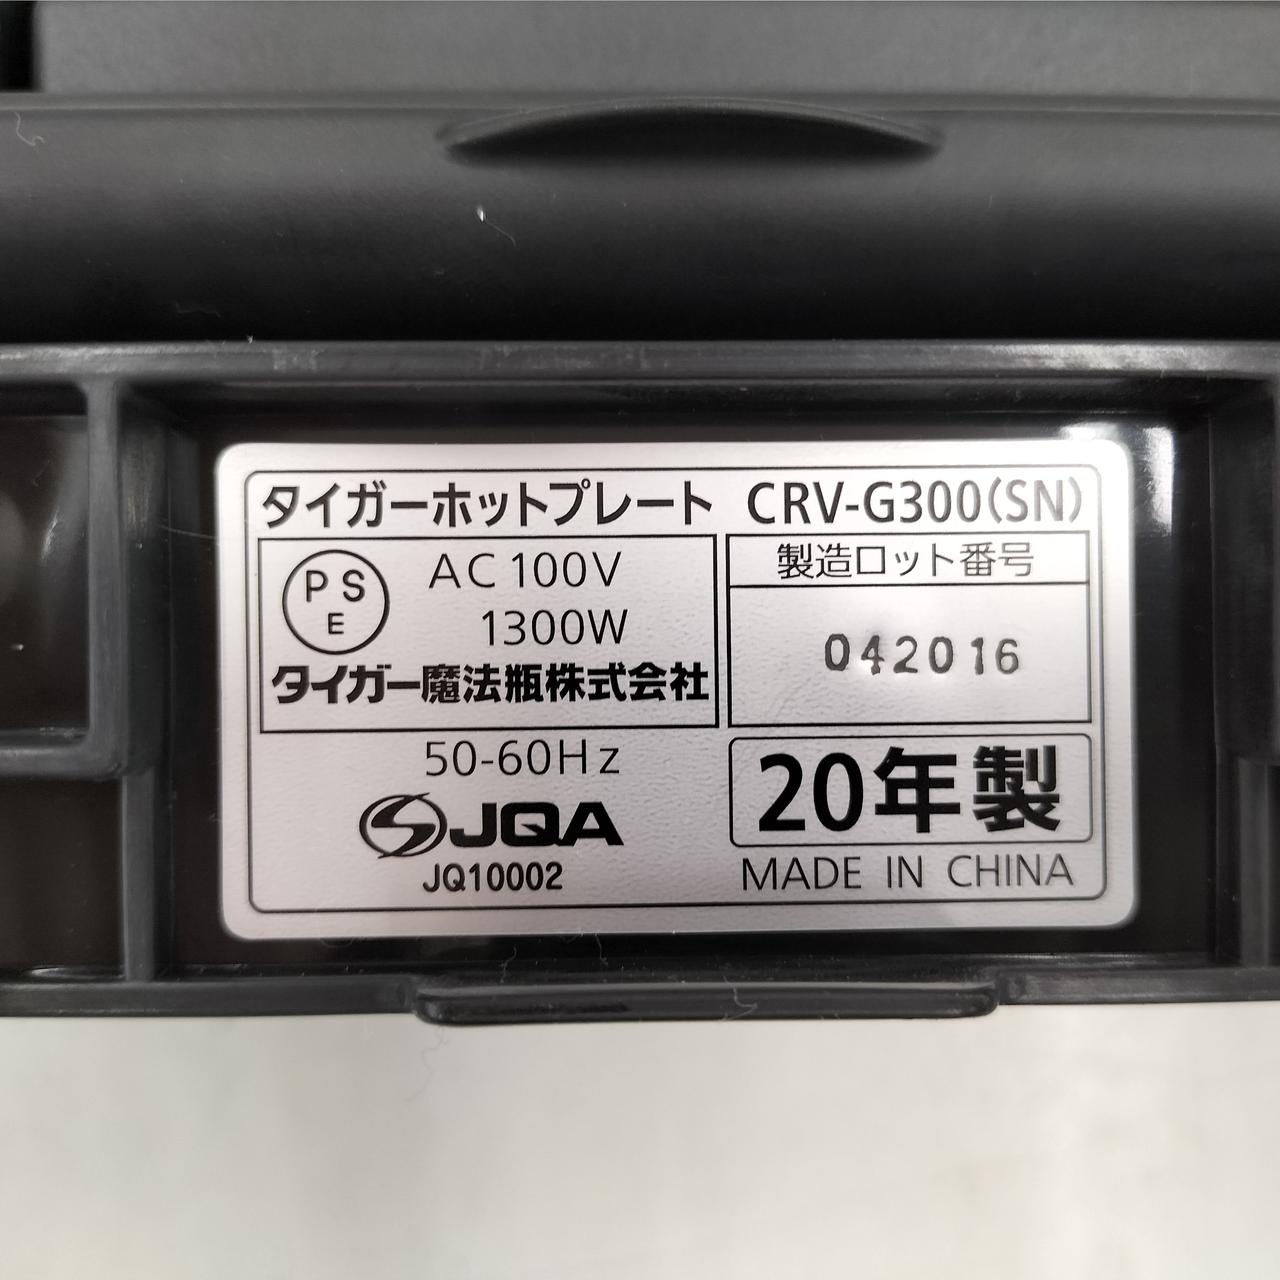 タイガーホットプレート CRV-G300(SN)
PS
E
AC 100V
1300W
タイガー魔法瓶株式会社
製造ロット番号
042016
50-60Hz
JQA
JQ10002
20年製
MADE IN CHINA